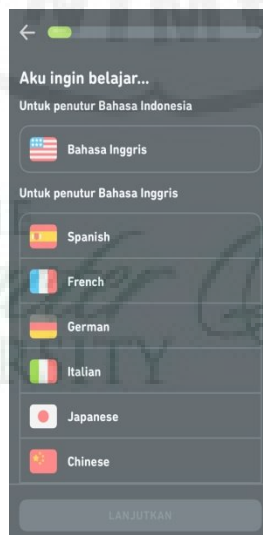 Aku ingin belajar...
Untuk penutur Bahasa Indonesia
Bahasa Inggris
Untuk penutur Bahasa Inggris
Spanish
French
German
Italian
Japanese
Chinese
LANJUTKAN